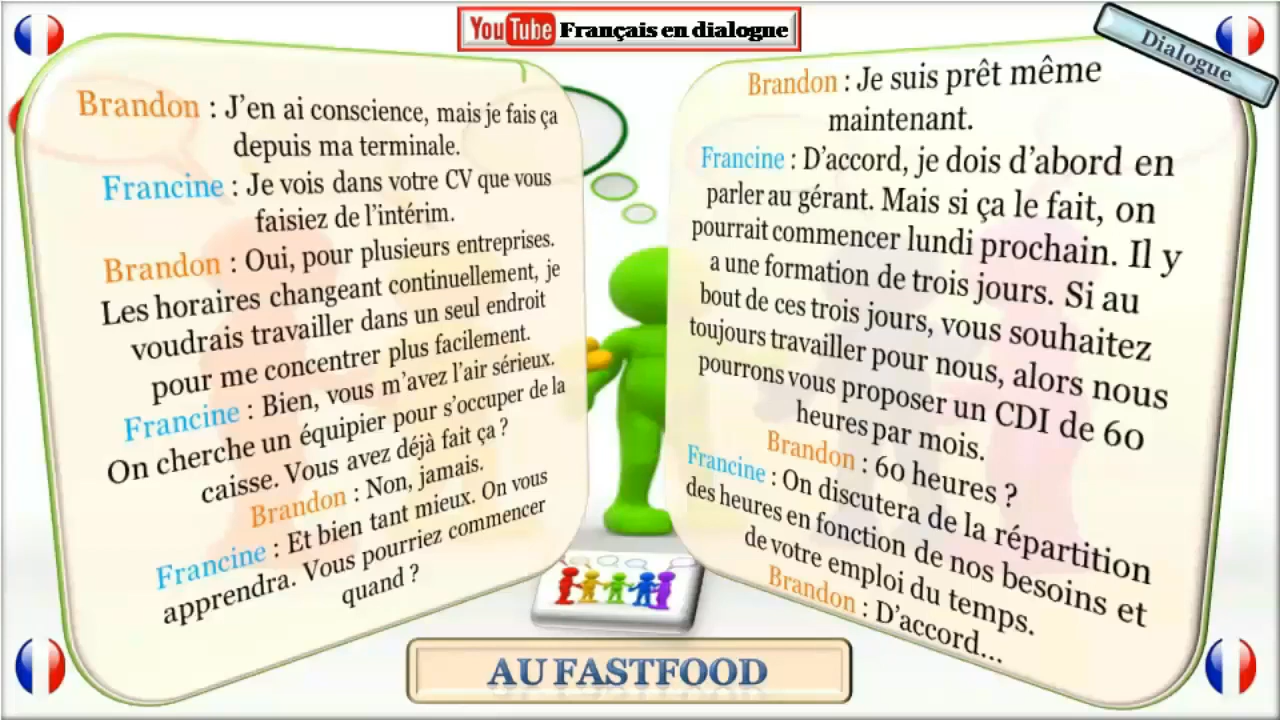 YouTube Français en dialogue
Dialogue
Brandon : J'en ai conscience, mais je fais ça
depuis ma terminale.
Francine : Je vois dans votre CV que vous
faisiez de l'intérim.
Brandon : Oui, pour plusieurs entreprises.
Les horaires changeant continuellement, je
voudrais travailler dans un seul endroit
pour me concentrer plus facilement.
Francine : Bien, vous m'avez l'air sérieux.
On cherche un équipier pour s'occuper de la
caisse. Vous avez déjà fait ça ?
Brandon : Non, jamais.
Francine : Et bien tant mieux. On vous
apprendra. Vous pourriez commencer
quand ?
Brandon : Je suis prêt même
maintenant.
Francine : D'accord, je dois d'abord en
parler au gérant. Mais si ça le fait, on
pourrait commencer lundi prochain. Il y
a une formation de trois jours. Si au
bout de ces trois jours, vous souhaitez
toujours travailler pour nous, alors nous
pourrons vous proposer un CDI de 60
heures par mois.
Brandon : 60 heures ?
Francine : On discutera de la répartition
des heures en fonction de nos besoins et
de votre emploi du temps.
Brandon : D'accord...
AU FASTFOOD